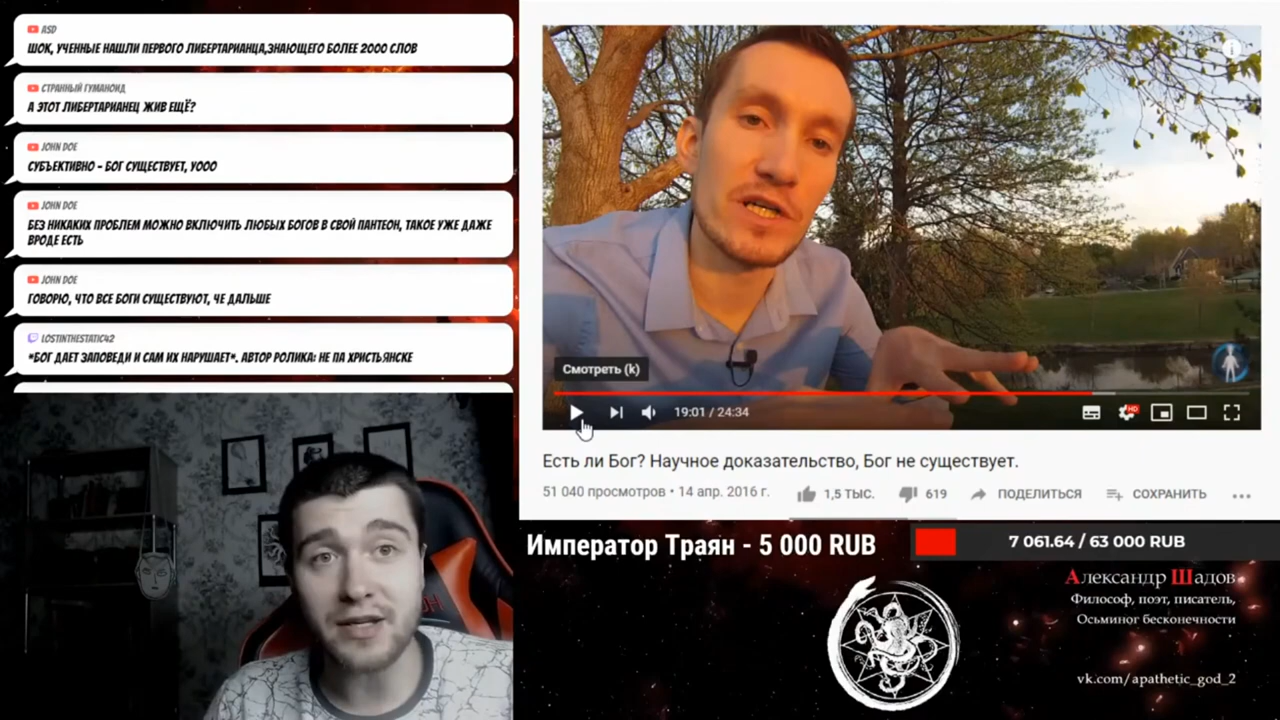 ASD
ШОК, УЧЕННЫЕ НАШЛИ ПЕРВОГО ЛИБЕРТАРИАНЦА,ЗНАЮЩЕГО БОЛЕЕ 2000 СЛОВ
СТРАННЫЙ ГУМАНОИД
А ЭТОТ ЛИБЕРТАРИАНЕЦ ЖИВ ЕЩЁ?
JOHN DOE
СУБЪЕКТИВНО - БОГ СУЩЕСТВУЕТ, УООО
JOHN DOE
БЕЗ НИКАКИХ ПРОБЛЕМ МОЖНО ВКЛЮЧИТЬ ЛЮБЫХ БОГОВ В СВОЙ ПАНТЕОН, ТАКОЕ УЖЕ ДАЖЕ
ВРОДЕ ЕСТЬ
JOHN DOE
ГОВОРЮ, ЧТО ВСЕ БОГИ СУЩЕСТВУЮТ, ЧЕ ДАЛЬШЕ
LOSTINTHESTATIC42
*БОГ ДАЕТ ЗАПОВЕДИ И САМ ИХ НАРУШАЕТ*. АВТОР РОЛИКА: НЕ ПА ХРИСТЬЯНСКЕ
Смотреть (k)
19:01 / 24:34
HD
Есть ли Бог? Научное доказательство, Бог не существует.
51 040 просмотров • 14 апр. 2016 г.
1,5 ТЫС.
619
ПОДЕЛИТЬСЯ
СОХРАНИТЬ
Император Траян - 5 000 RUB
7 061.64 / 63 000 RUB
Александр Шадов
Философ, поэт, писатель,
Осьминог бесконечности
vk.com/apathetic_god_2